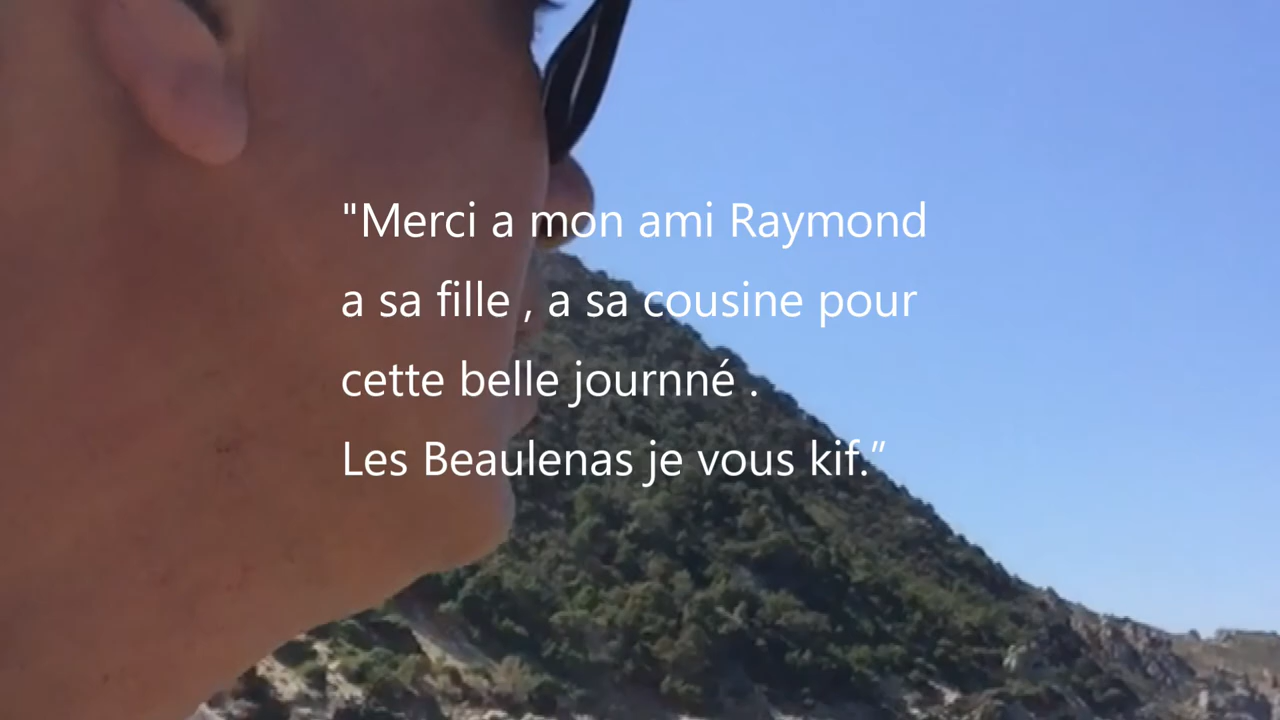 "Merci a mon ami Raymond
a sa fille , a sa cousine pour
cette belle journné .
Les Beaulenas je vous kif.”